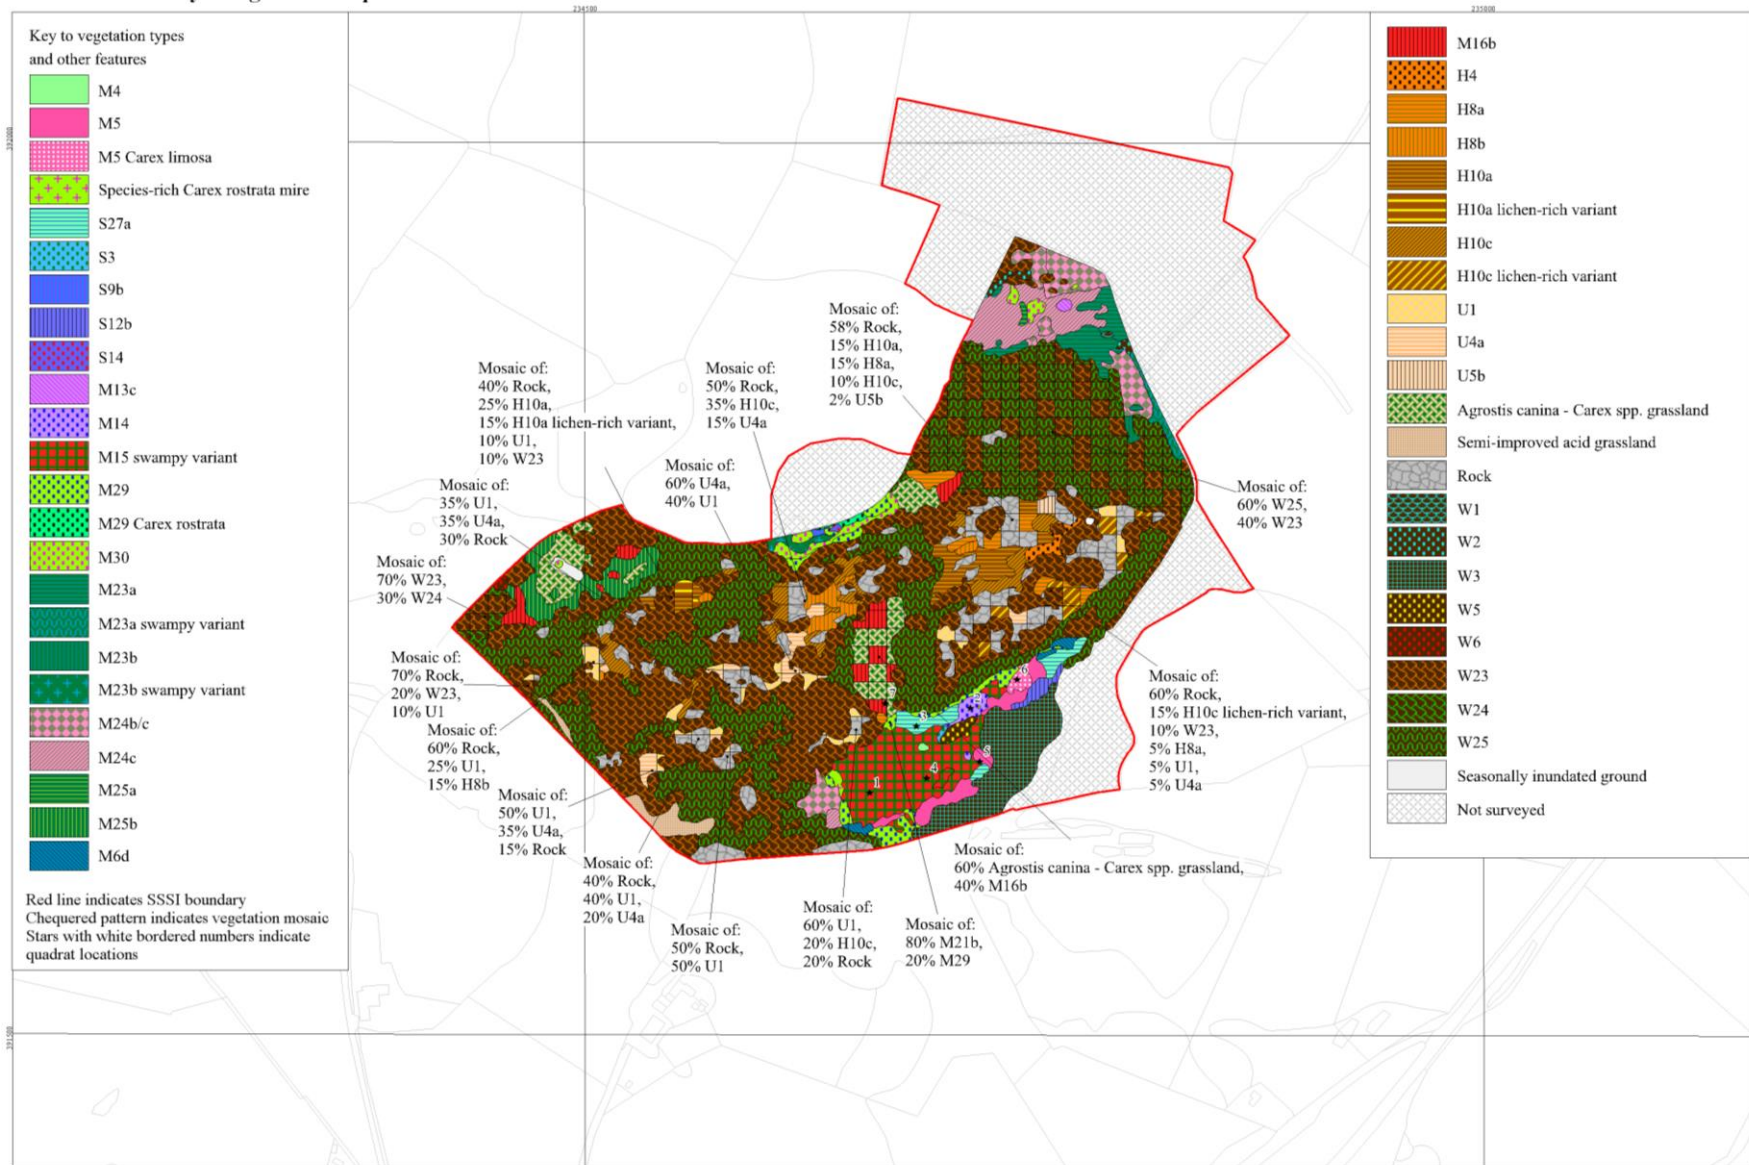 234500
235000
392000
391500
Key to vegetation types
and other features
M4
M5
M5 Carex limosa
Species-rich Carex rostrata mire
S27a
S3
S9b
S12b
S14
M13c
M14
M15 swampy variant
M29
M29 Carex rostrata
M30
M23a
M23a swampy variant
M23b
M23b swampy variant
M24b/c
M24c
M25a
M25b
M6d
Red line indicates SSSI boundary
Chequered pattern indicates vegetation mosaic
Stars with white bordered numbers indicate
quadrat locations
Mosaic of:
58% Rock,
15% H10a,
15% H8a,
10% H10c,
2% U5b
Mosaic of:
40% Rock,
25% H10a,
15% H10a lichen-rich variant,
10% U1,
10% W23
Mosaic of:
50% Rock,
35% H10c,
15% U4a
Mosaic of:
60% U4a,
40% U1
Mosaic of:
35% U1,
35% U4a,
30% Rock
Mosaic of:
60% W25,
40% W23
Mosaic of:
70% W23,
30% W24
Mosaic of:
70% Rock,
20% W23,
10% U1
Mosaic of:
60% Rock,
25% U1,
15% H8b
Mosaic of:
60% Rock,
15% H10c lichen-rich variant,
10% W23,
5% H8a,
5% U1,
5% U4a
Mosaic of:
50% U1,
35% U4a,
15% Rock
Mosaic of:
40% Rock,
40% U1,
20% U4a
Mosaic of:
60% Agrostis canina - Carex spp. grassland,
40% M16b
Mosaic of:
50% Rock,
50% U1
Mosaic of:
60% U1,
20% H10c,
20% Rock
Mosaic of:
80% M21b,
20% M29
6
7
3
4
1
M16b
H4
H8a
H8b
H10a
H10a lichen-rich variant
H10c
H10c lichen-rich variant
U1
U4a
U5b
Agrostis canina - Carex spp. grassland
Semi-improved acid grassland
Rock
W1
W2
W3
W5
W6
W23
W24
W25
Seasonally inundated ground
Not surveyed